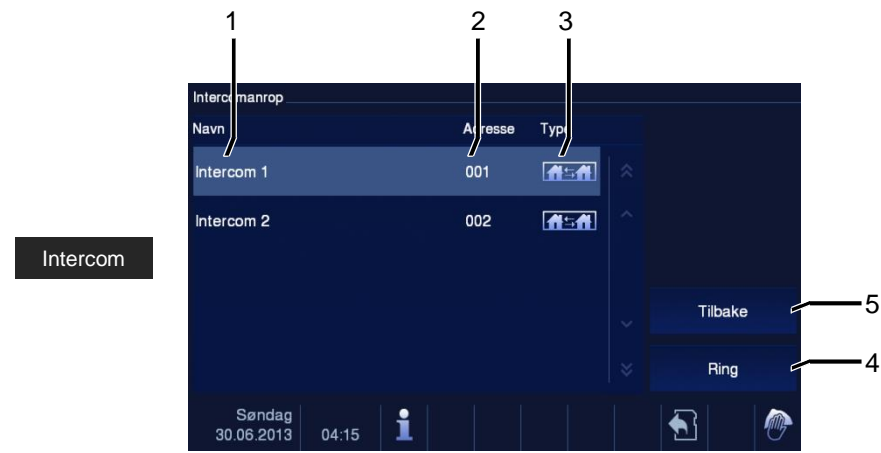 1 2 3
Intercomanrop
Navn Adresse Type
Intercom 1 001
Intercom 2 002
Intercom
Tilbake 5
Ring 4
Søndag
30.06.2013 04:15
i